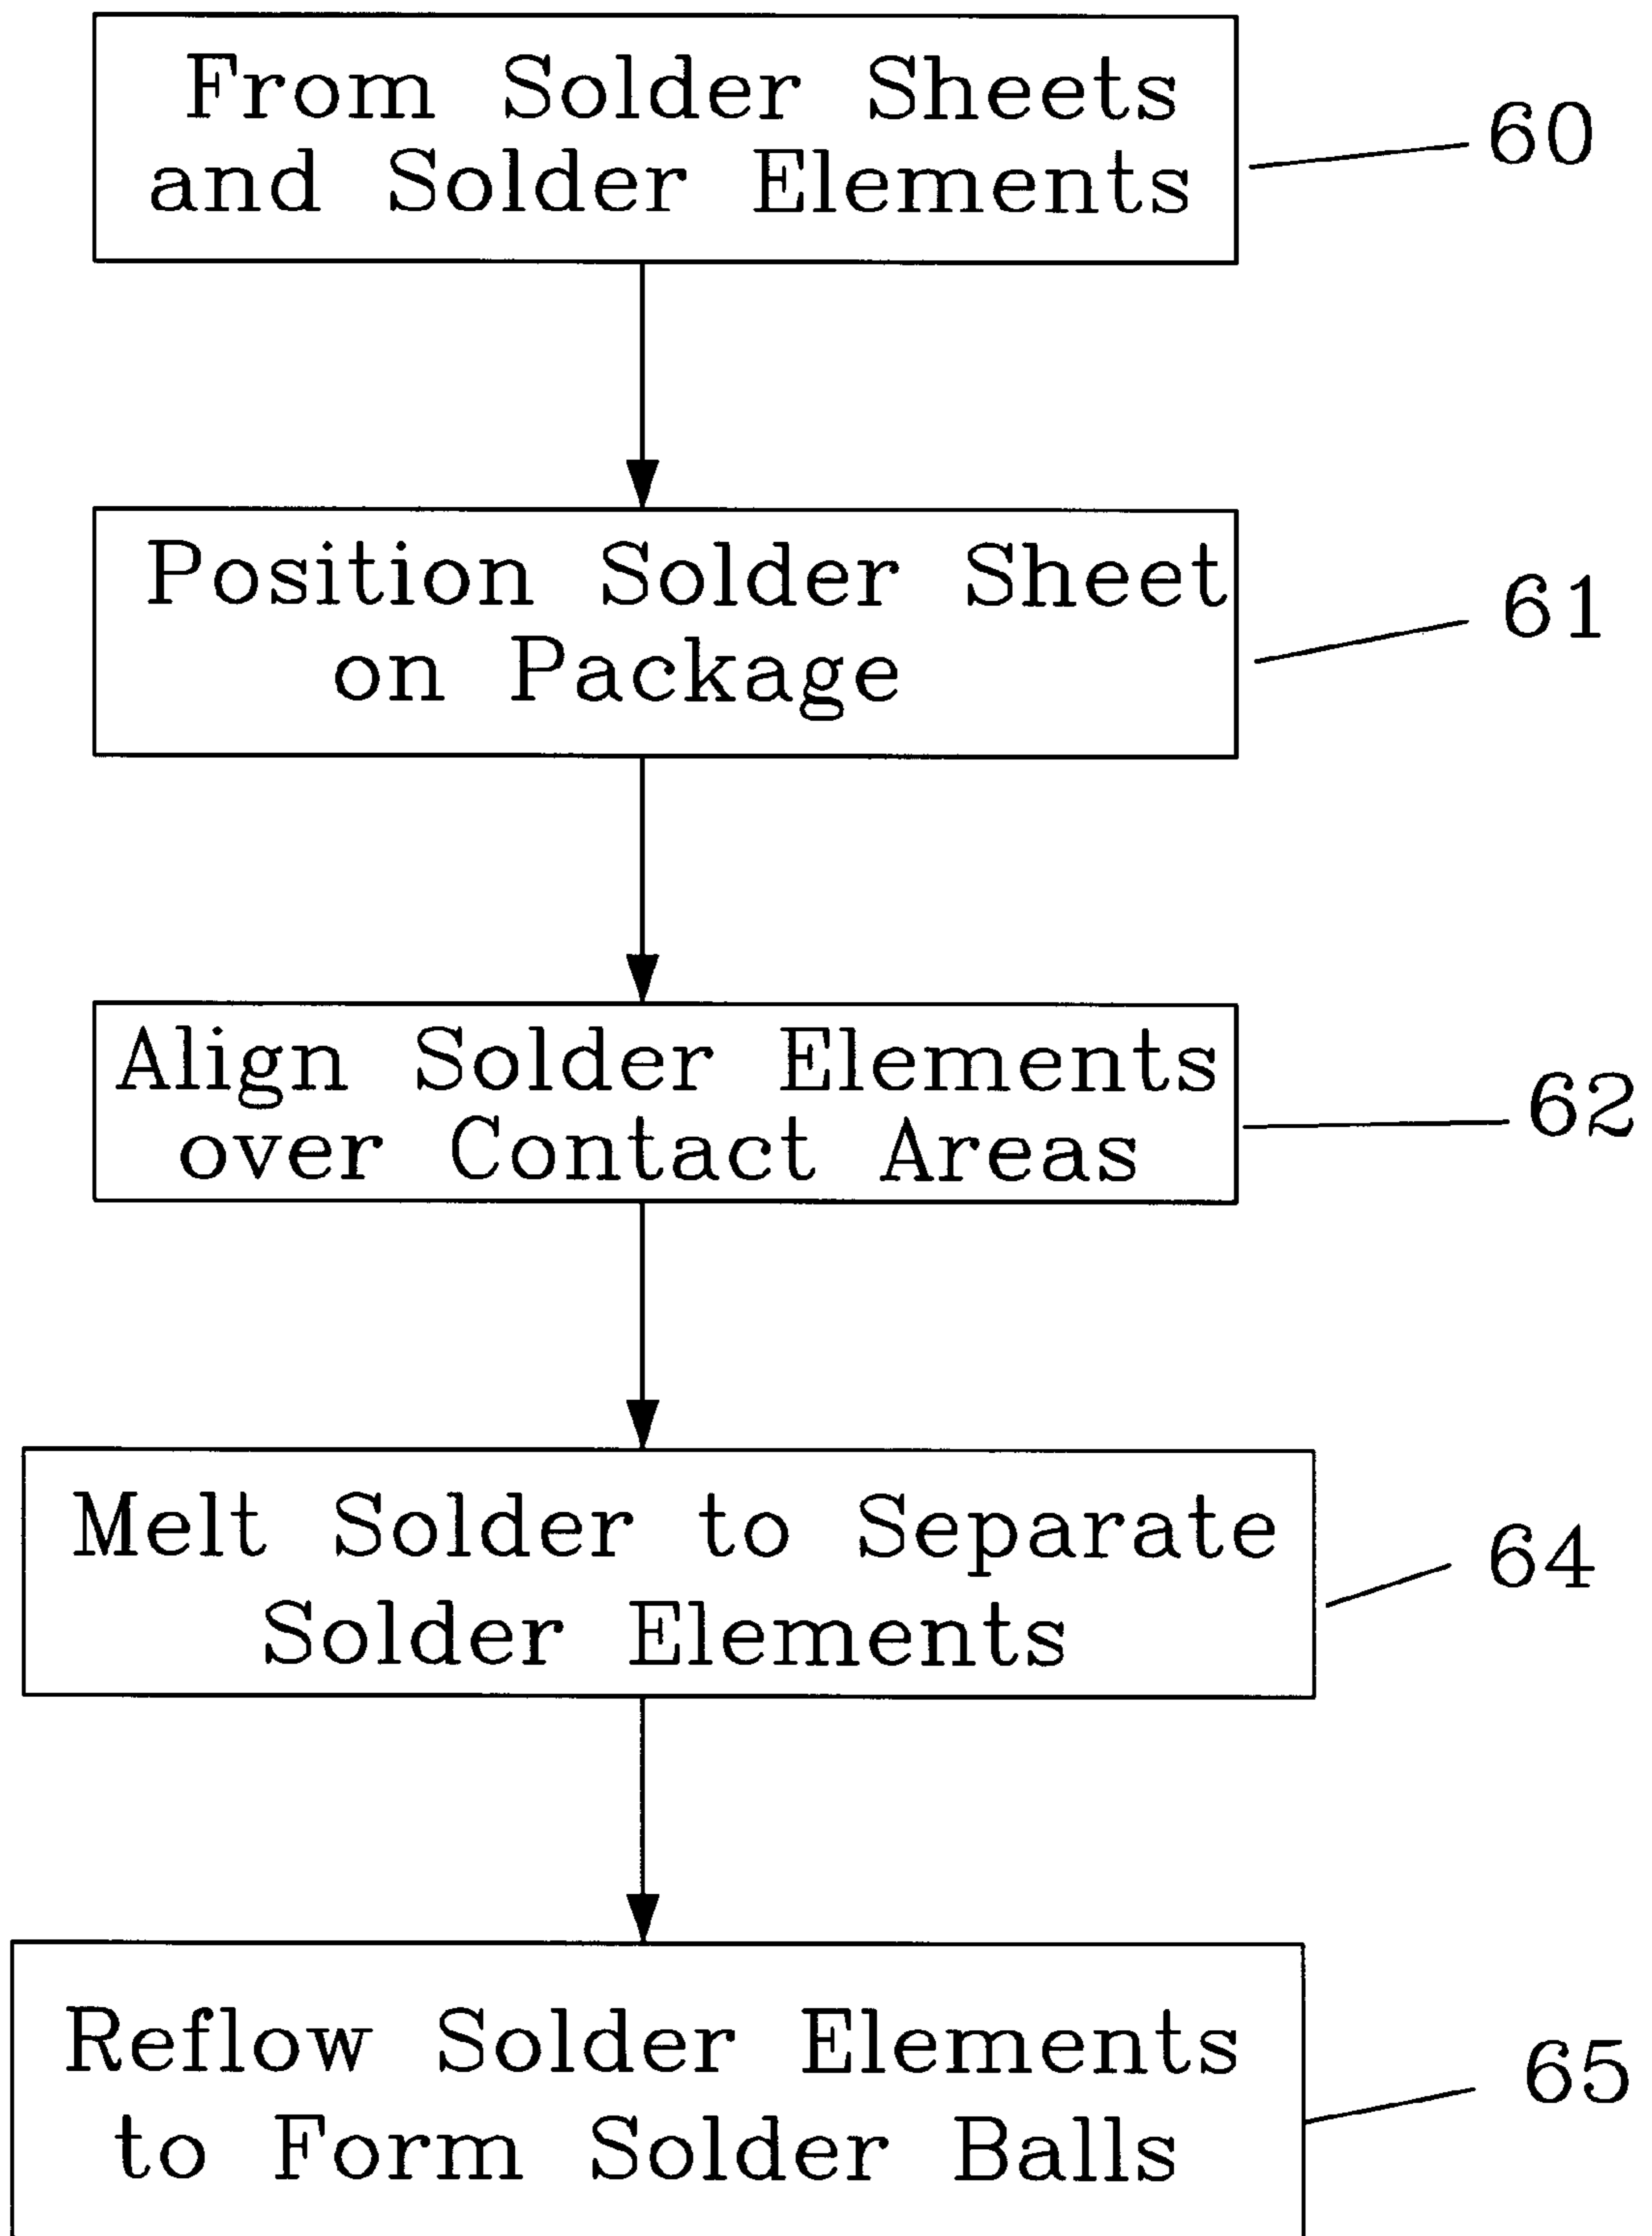 From Solder Sheets
and Solder Elements
60
Position Solder Sheet
on Package
61
Align Solder Elements
over Contact Areas
62
Melt Solder to Separate
Solder Elements
64
Reflow Solder Elements
to Form Solder Balls
65